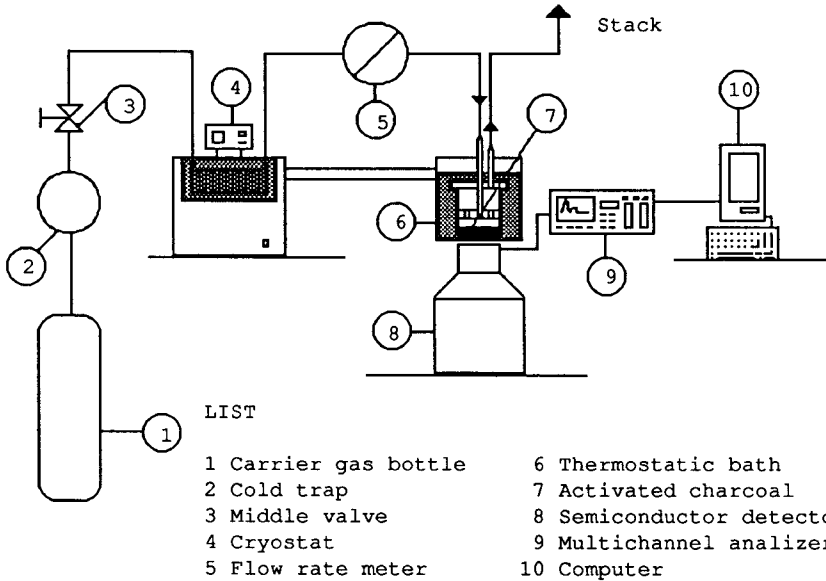 Stack
4
3
5
7
10
2
6
9
8
1
LIST
1 Carrier gas bottle
2 Cold trap
3 Middle valve
4 Cryostat
5 Flow rate meter
6 Thermostatic bath
7 Activated charcoal
8 Semiconductor detecto
9 Multichannel analizer
10 Computer